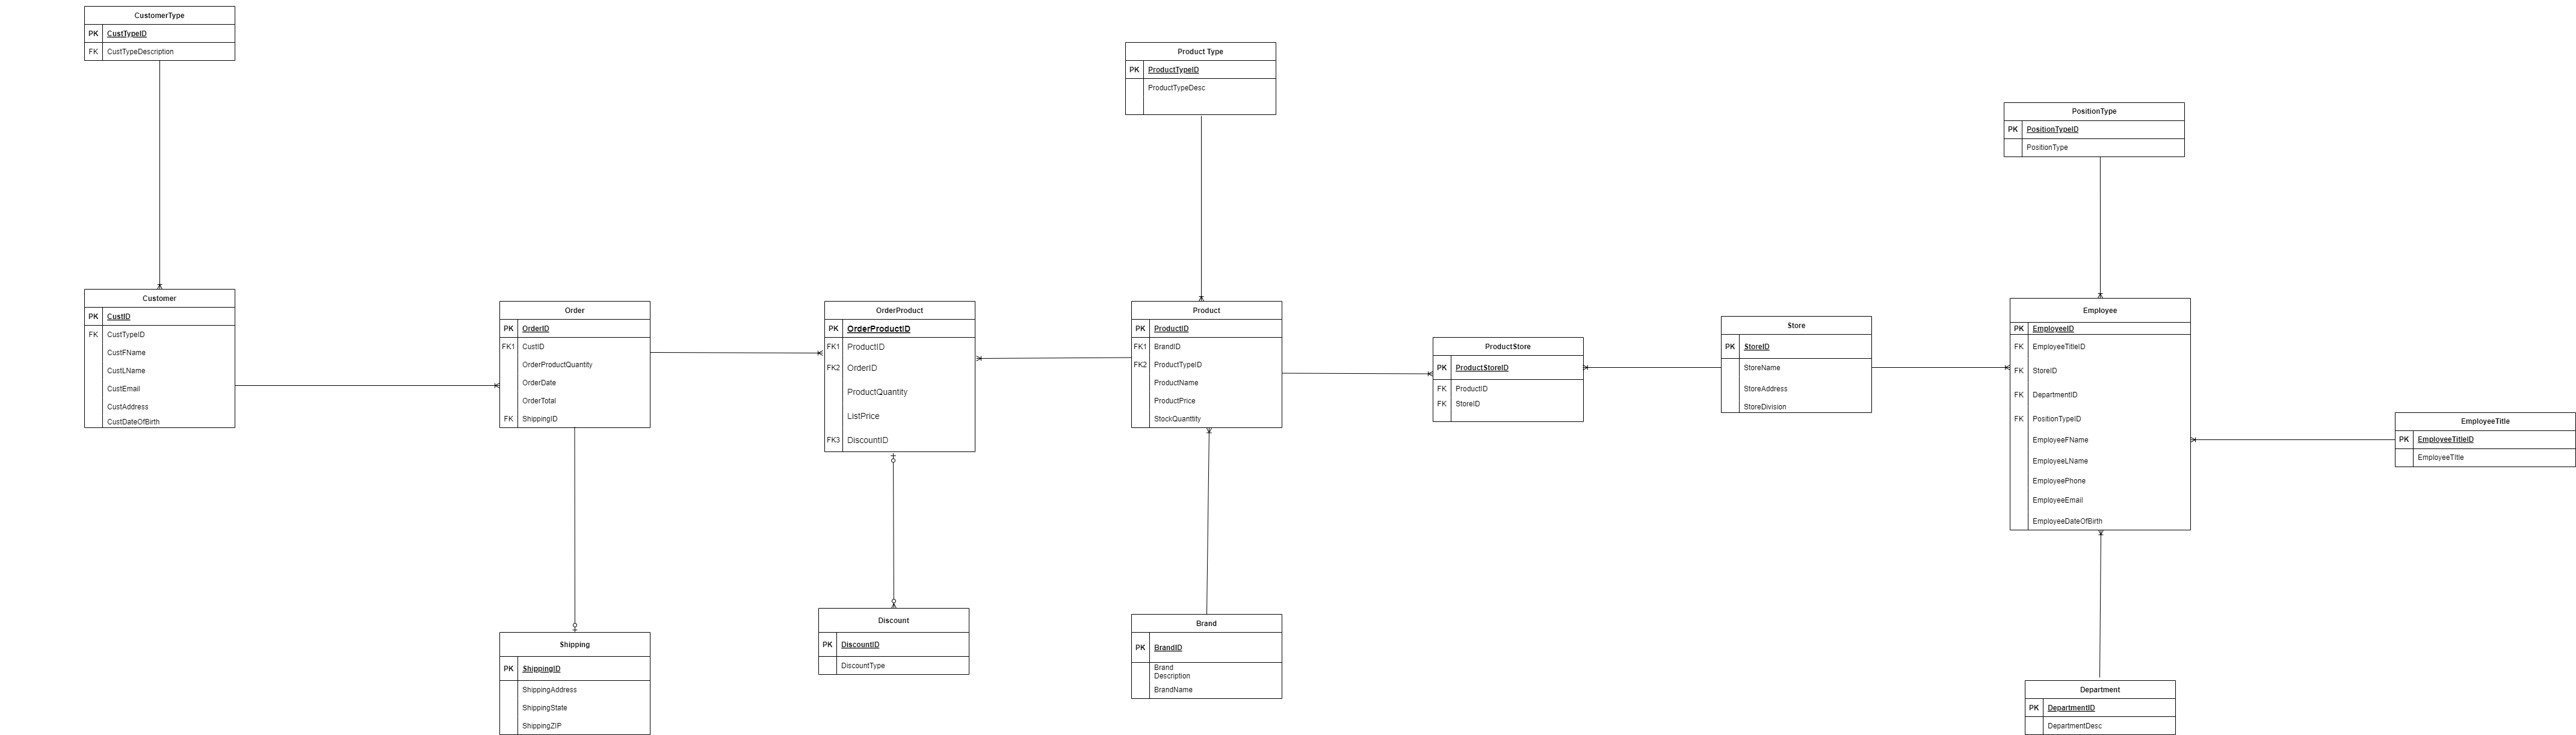 CustomerType
PK CustTypeID
FK CustTypeDescription
Product Type
PK ProductTypeID
ProductTypeDesc
PositionType
PK PositionTypeID
PositionType
Customer
PK CustID
FK CustTypeID
CustFName
CustLName
CustEmail
CustAddress
CustDateOfBirth
Order
PK OrderID
FK1 CustID
OrderProductQuantity
OrderDate
OrderTotal
FK ShippingID
OrderProduct
PK OrderProductID
FK1 ProductID
FK2 OrderID
ProductQuantity
ListPrice
FK3 DiscountID
Product
PK ProductID
FK1 BrandID
FK2 ProductTypeID
ProductName
ProductPrice
StockQuanttity
ProductStore
PK ProductStoreID
FK ProductID
FK StoreID
Store
PK StoreID
StoreName
StoreAddress
StoreDivision
Employee
PK EmployeeID
FK EmployeeTitleID
FK StoreID
FK DepartmentID
FK PositionTypeID
EmployeeFName
EmployeeLName
EmployeePhone
EmployeeEmail
EmployeeDateOfBirth
EmployeeTitle
PK EmployeeTitleID
EmployeeTitle
Shipping
PK ShippingID
ShippingAddress
ShippingState
ShippingZIP
Discount
PK DiscountID
DiscountType
Brand
PK BrandID
Brand
Description
BrandName
Department
PK DepartmentID
DepartmentDesc